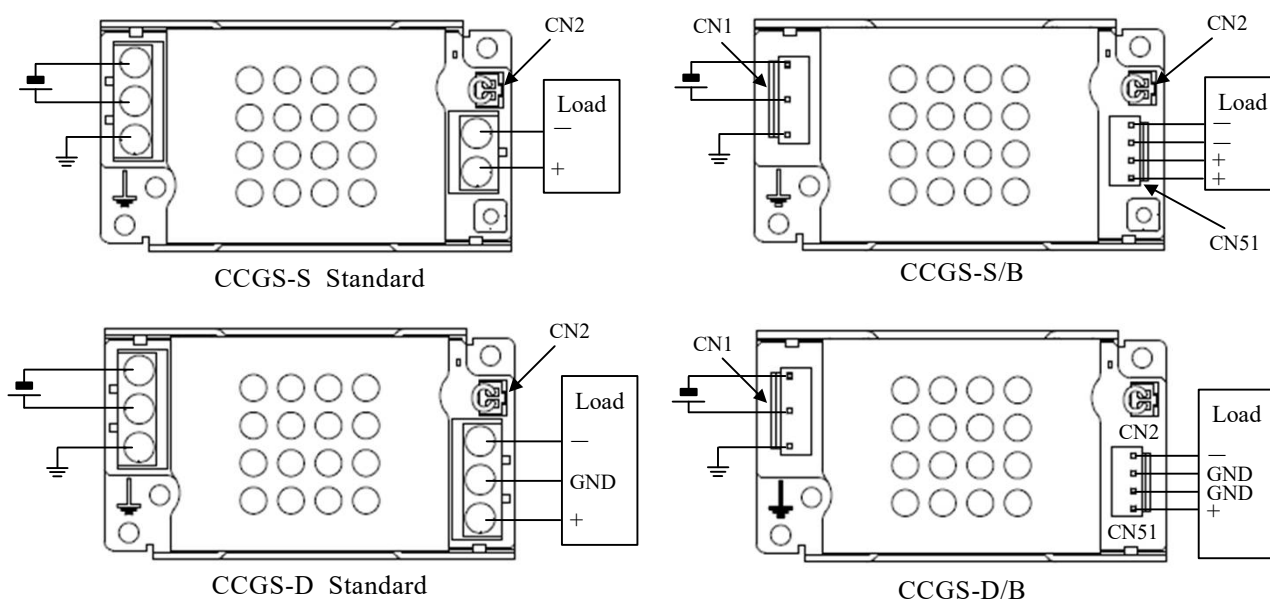 CN2
Load
—
+
CCGS-S Standard
CN1
CN2
Load
—
—
+
+
CN51
CCGS-S/B
CN2
Load
—
GND
+
CCGS-D Standard
CN1
Load
CN2
—
GND
GND
+
CN51
CCGS-D/B